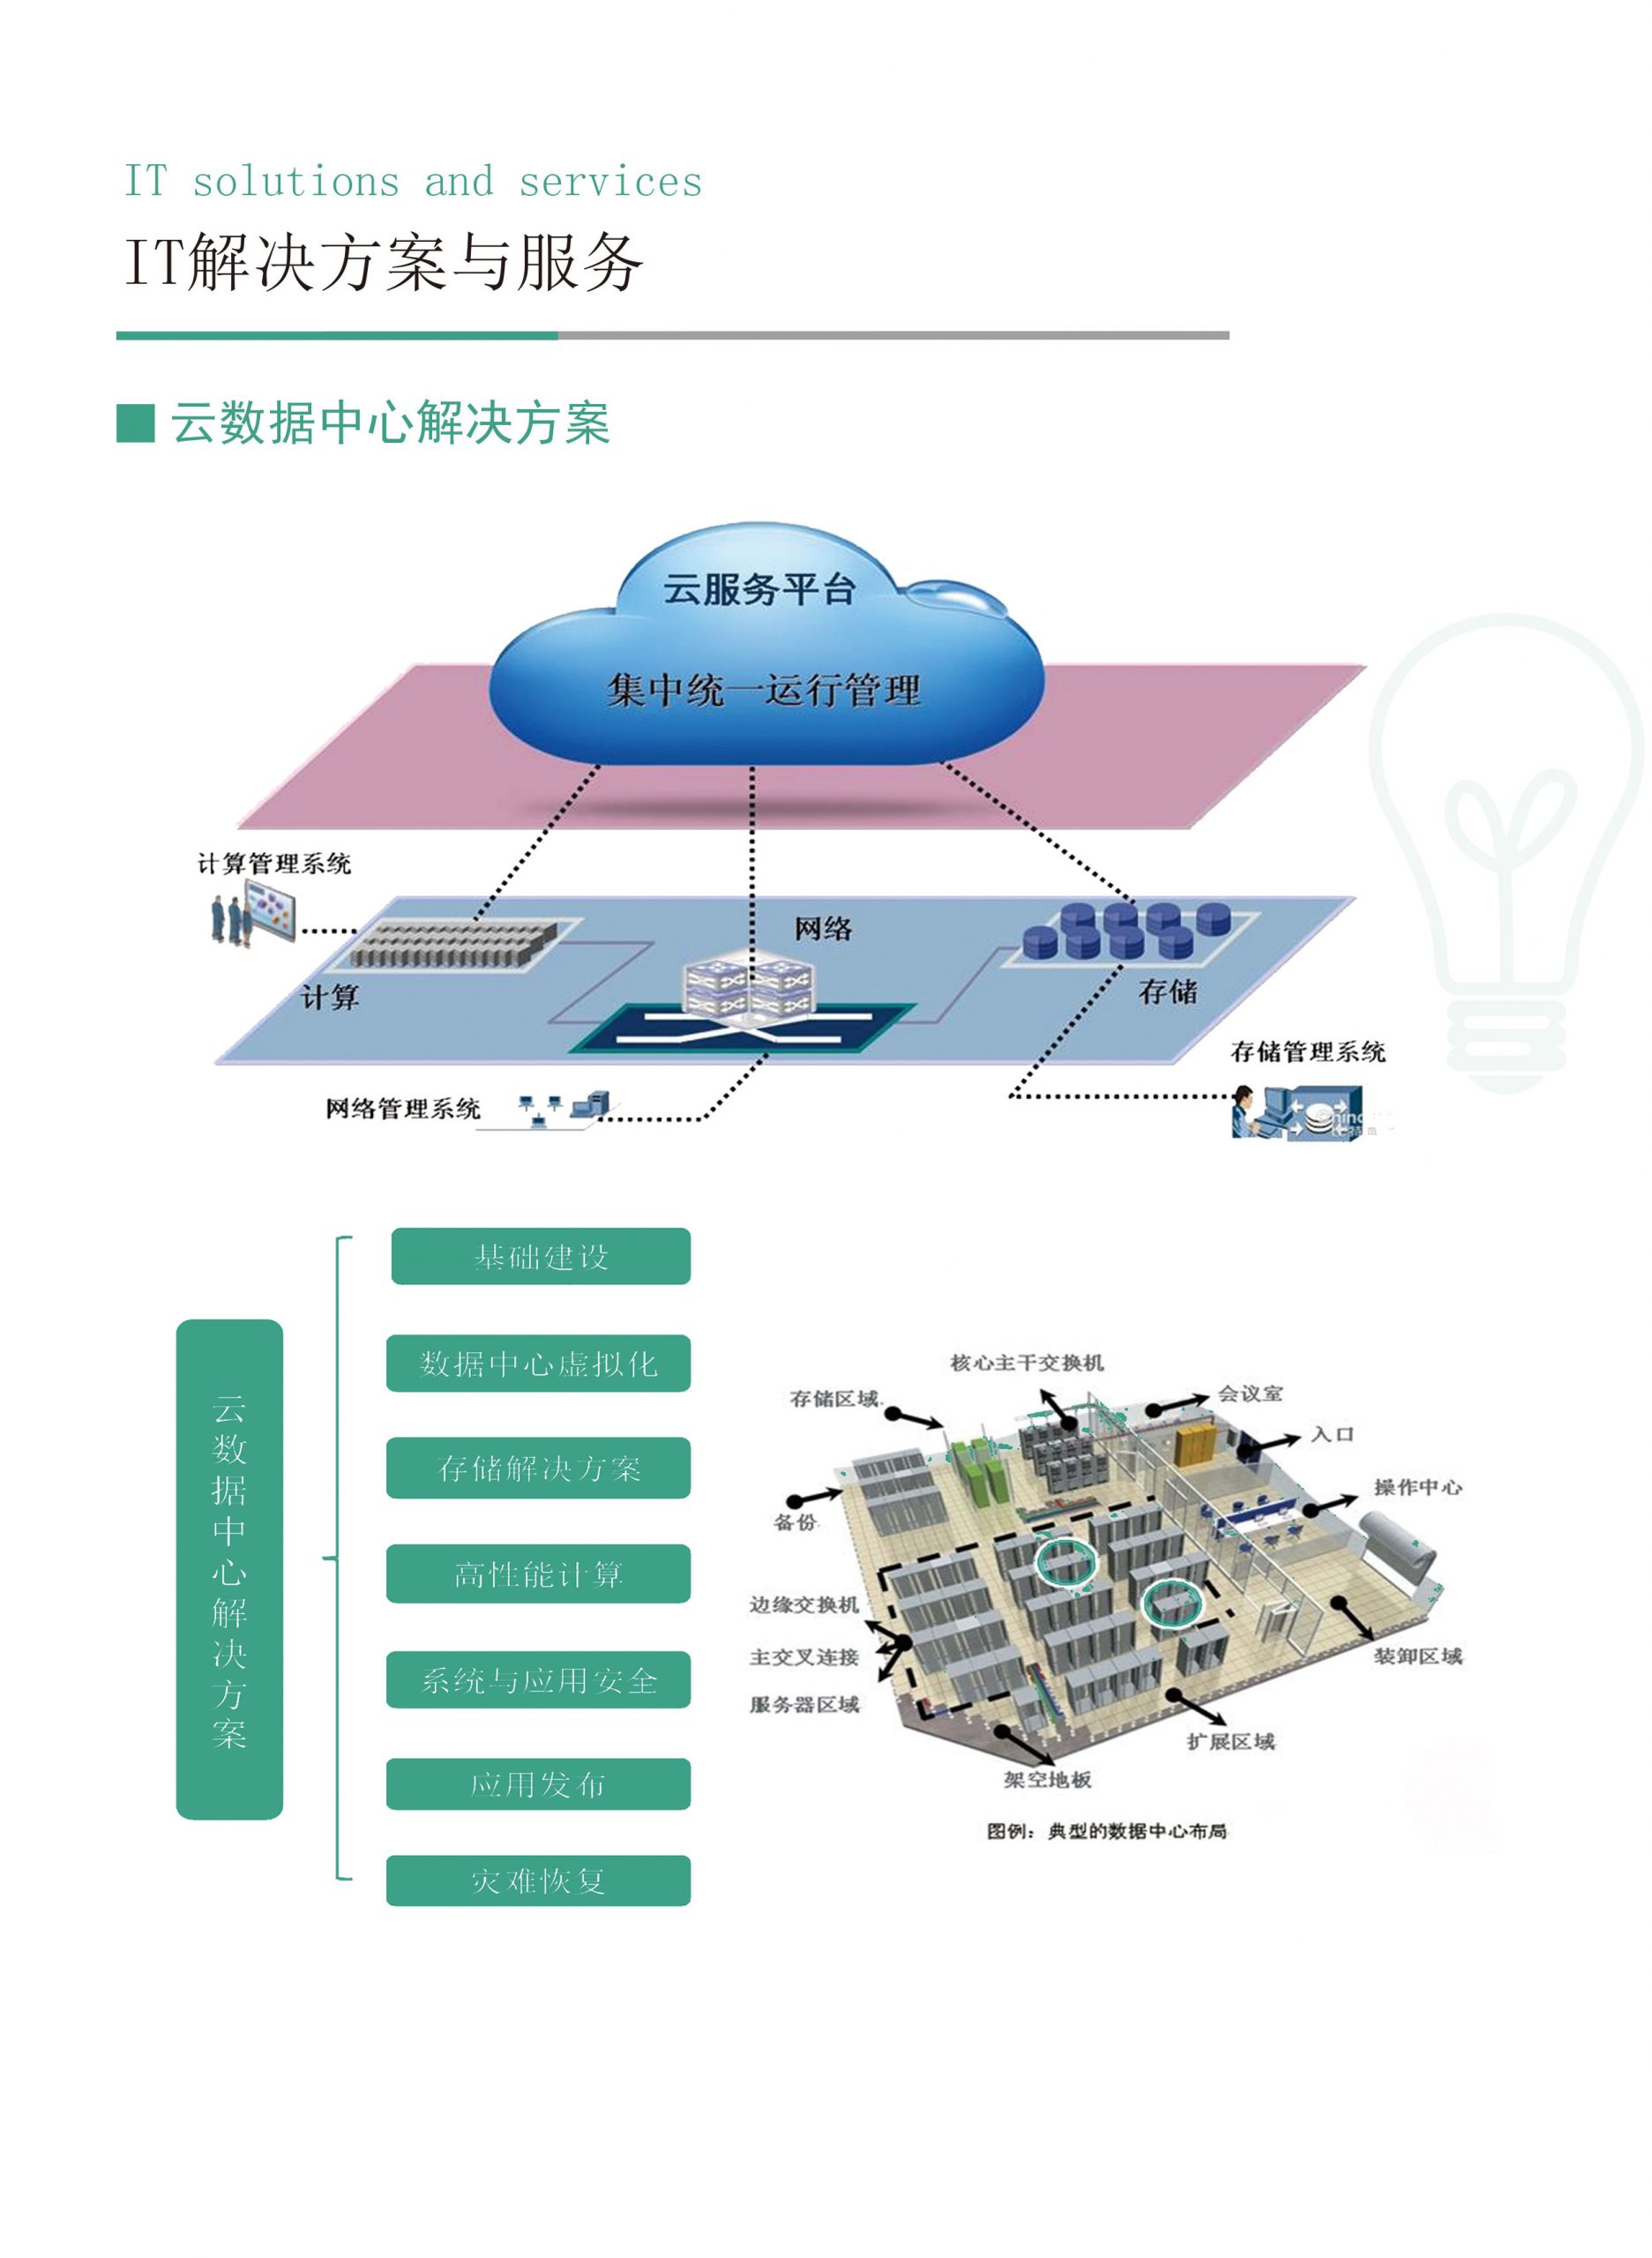 IT solutions and services
IT解决方案与服务
云数据中心解决方案
云服务平台
集中统一运行管理
计算管理系统
网络
计算
存储
存储管理系统
网络管理系统
云数据中心解决方案
基础建设
数据中心虚拟化
存储解决方案
高性能计算
系统与应用安全
应用发布
灾难恢复
核心主干交换机
存储区域
会议室
入口
操作中心
备份
边缘交换机
主交叉连接
服务器区域
装卸区域
扩展区域
架空地板
图例：典型的数据中心布局